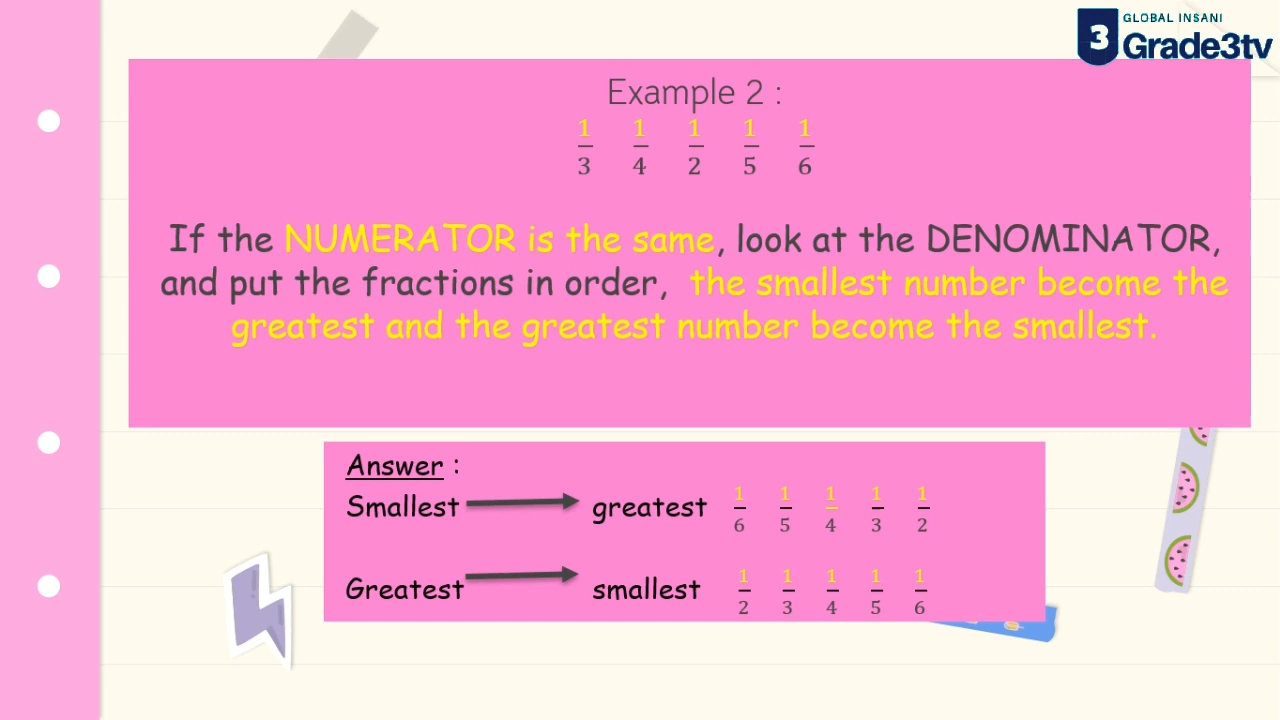 GLOBAL INSANI
3 Grade3tv
Example 2 :
1/3 1/4 1/2 1/5 1/6
If the NUMERATOR is the same, look at the DENOMINATOR,
and put the fractions in order, the smallest number become the
greatest and the greatest number become the smallest.
Answer :
Smallest greatest 1/6 1/5 1/4 1/3 1/2
Greatest smallest 1/2 1/3 1/4 1/5 1/6